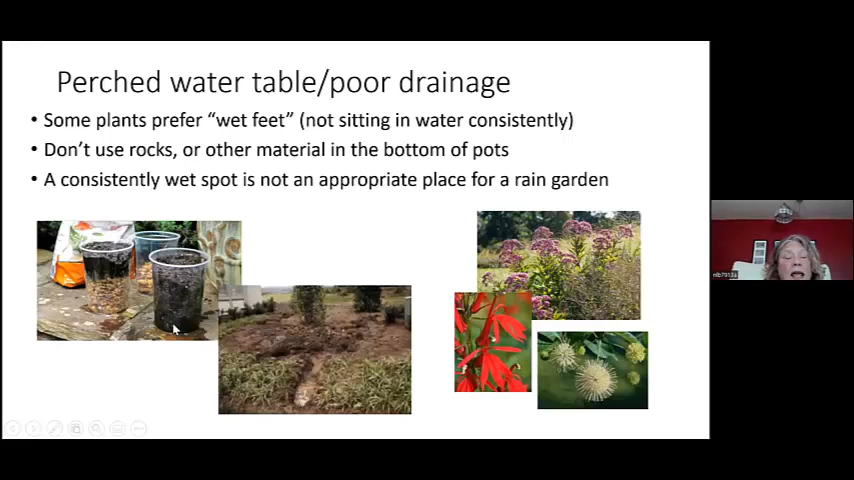 Perched water table/poor drainage
• Some plants prefer “wet feet” (not sitting in water consistently)
• Don’t use rocks, or other material in the bottom of pots
• A consistently wet spot is not an appropriate place for a rain garden